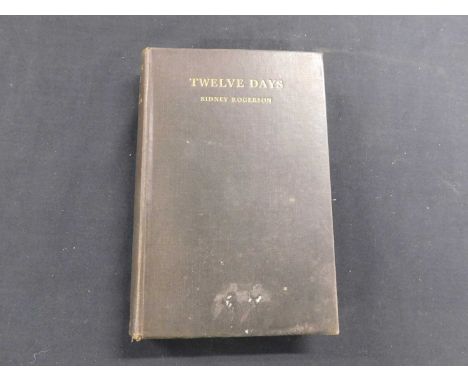 TWELVE DAYS
SIDNEY ROGERSON